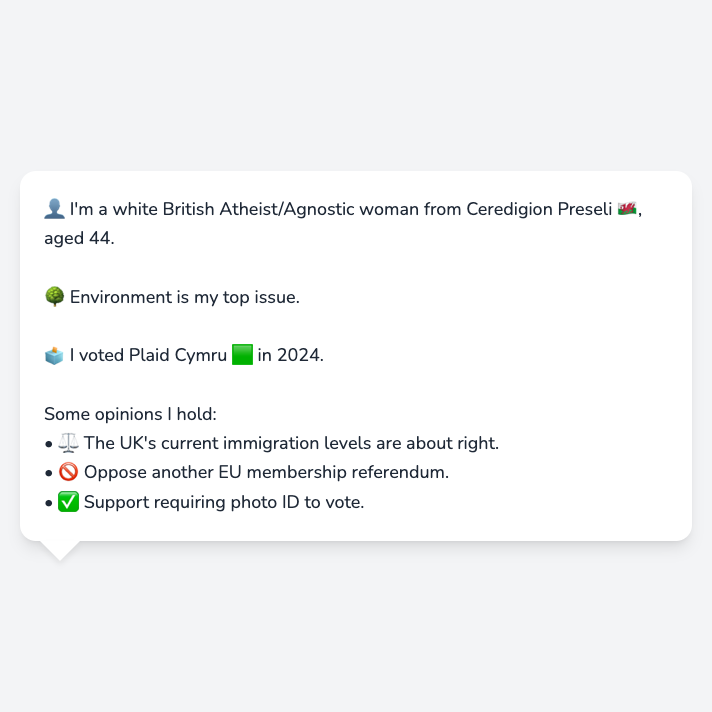 👤 I'm a white British Atheist/Agnostic woman from Ceredigion Preseli 🏴󠁧󠁢󠁷󠁬󠁳󠁿,
aged 44.
🌳 Environment is my top issue.
🗳️ I voted Plaid Cymru 🟩 in 2024.
Some opinions I hold:
• ⚖️ The UK's current immigration levels are about right.
• 🚫 Oppose another EU membership referendum.
• ✅ Support requiring photo ID to vote.